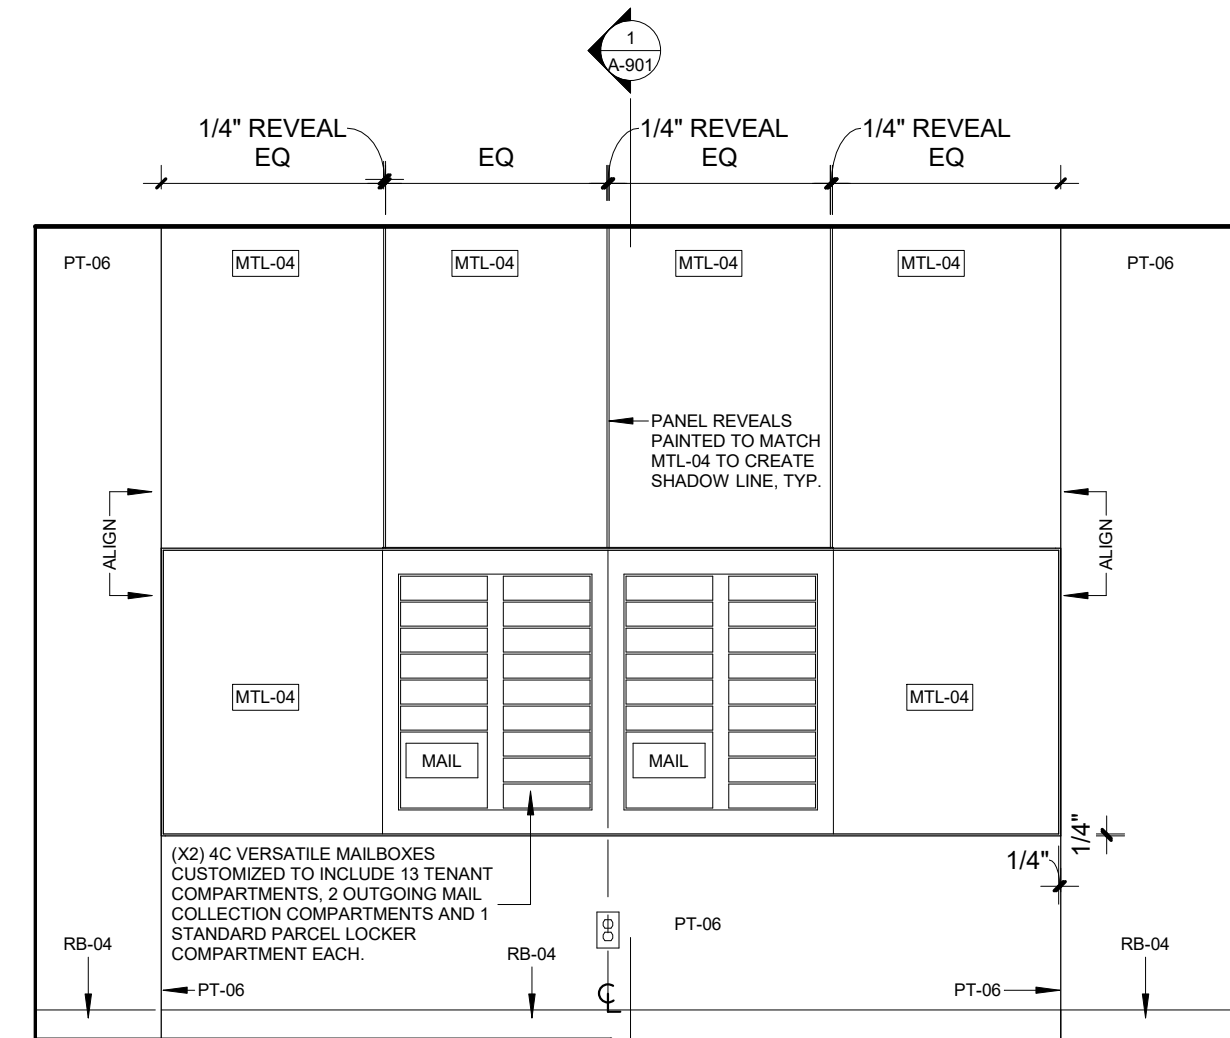 1
A-901
1/4" REVEAL
EQ
EQ
1/4" REVEAL
EQ
1/4" REVEAL
EQ
PT-06
MTL-04
MTL-04
MTL-04
MTL-04
PT-06
PANEL REVEALS
PAINTED TO MATCH
MTL-04 TO CREATE
SHADOW LINE, TYP.
ALIGN
ALIGN
MTL-04
MTL-04
MAIL
MAIL
1/4"
1/4"
(X2) 4C VERSATILE MAILBOXES
CUSTOMIZED TO INCLUDE 13 TENANT
COMPARTMENTS, 2 OUTGOING MAIL
COLLECTION COMPARTMENTS AND 1
STANDARD PARCEL LOCKER
COMPARTMENT EACH.
PT-06
RB-04
RB-04
RB-04
PT-06
PT-06